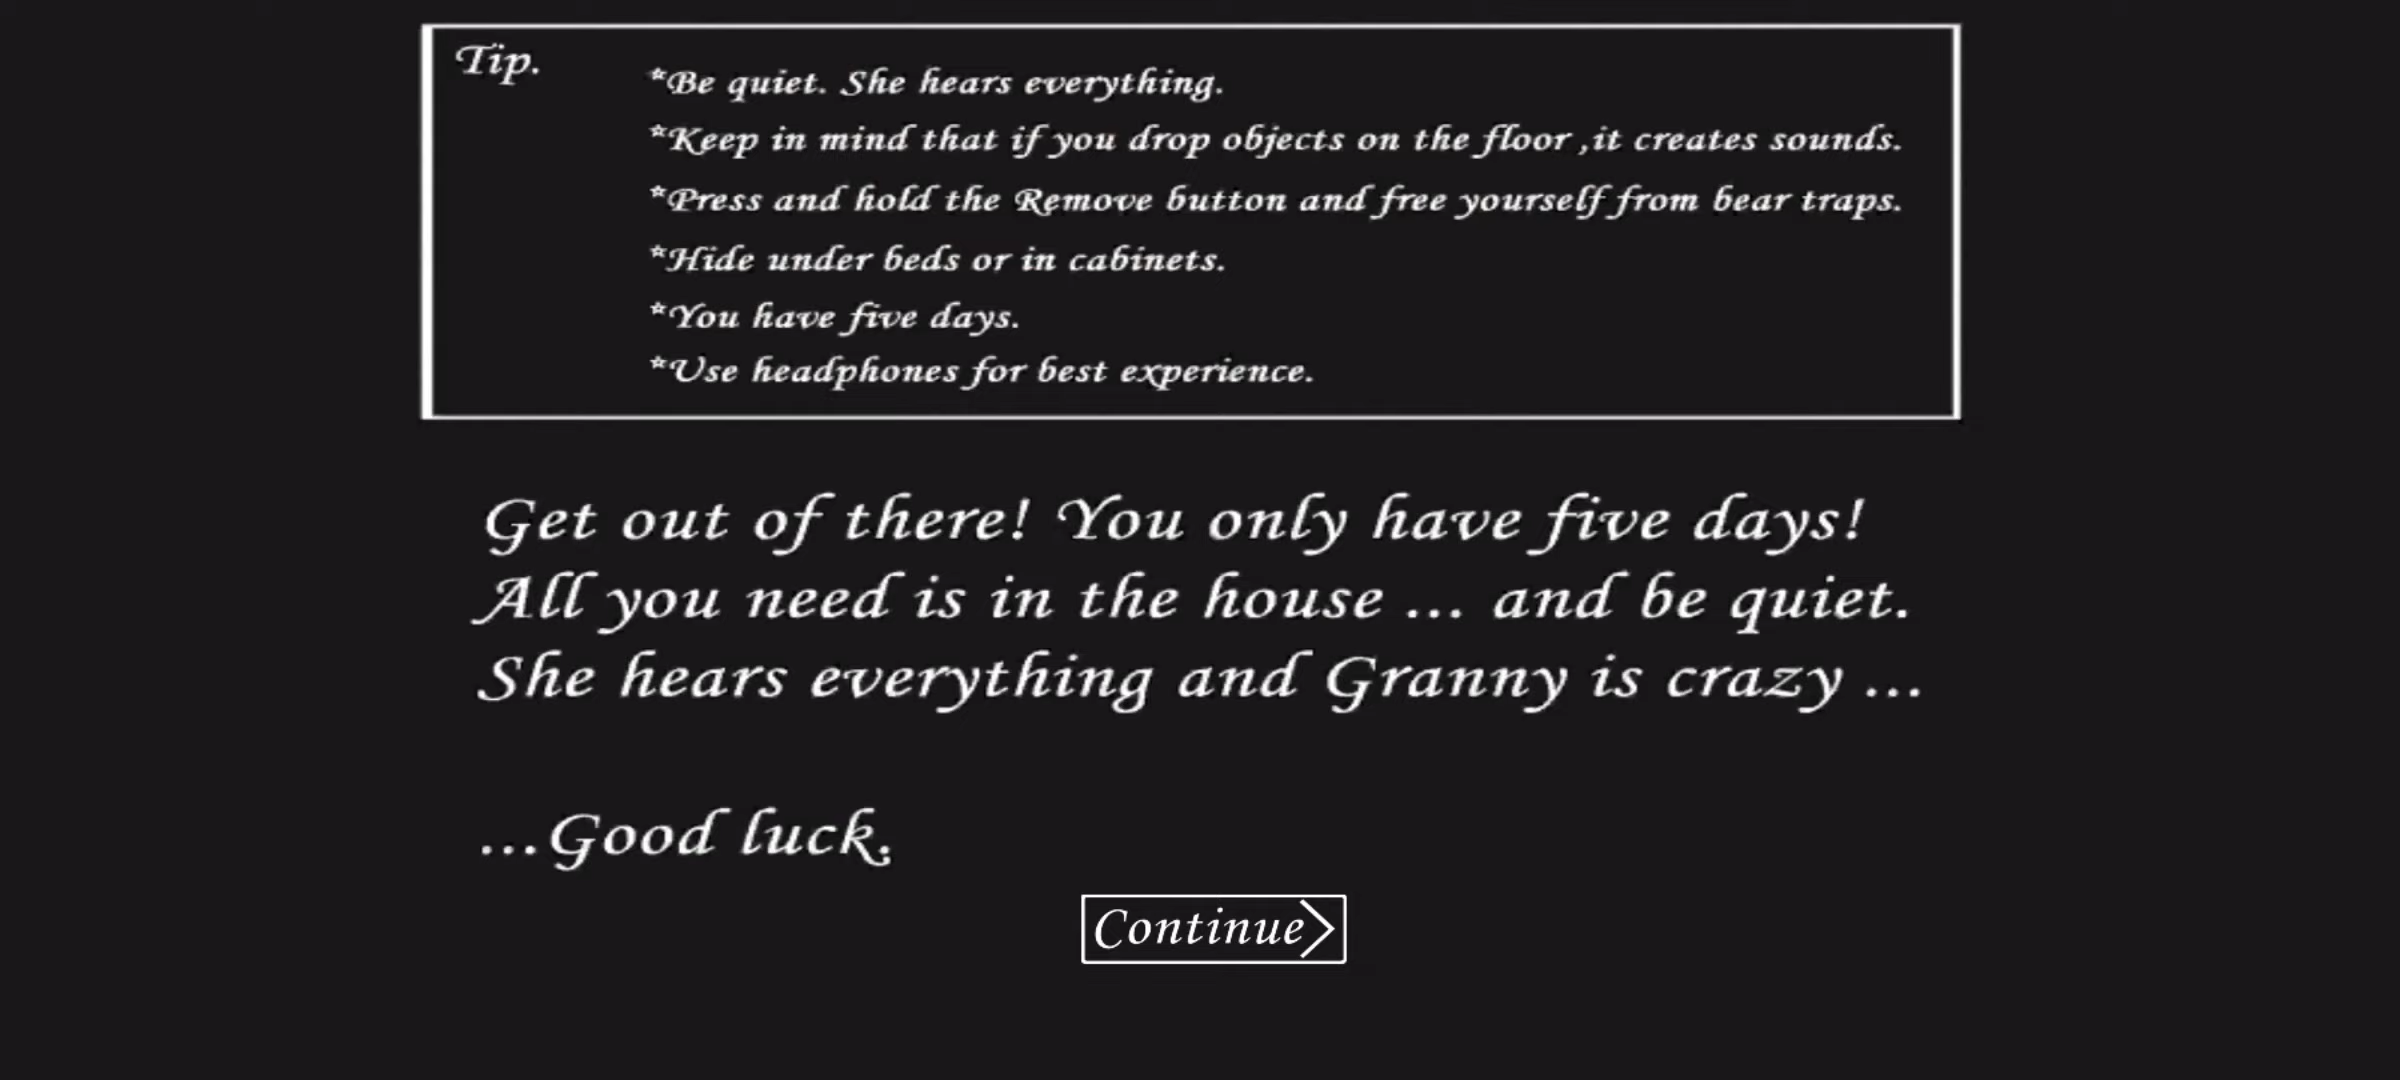 Tip.
*Be quiet. She hears everything.
*Keep in mind that if you drop objects on the floor ,it creates sounds.
*Press and hold the Remove button and free yourself from bear traps.
*Hide under beds or in cabinets.
*You have five days.
*Use headphones for best experience.
Get out of there! You only have five days!
All you need is in the house ... and be quiet.
She hears everything and Granny is crazy ...
...Good luck.
Continue>